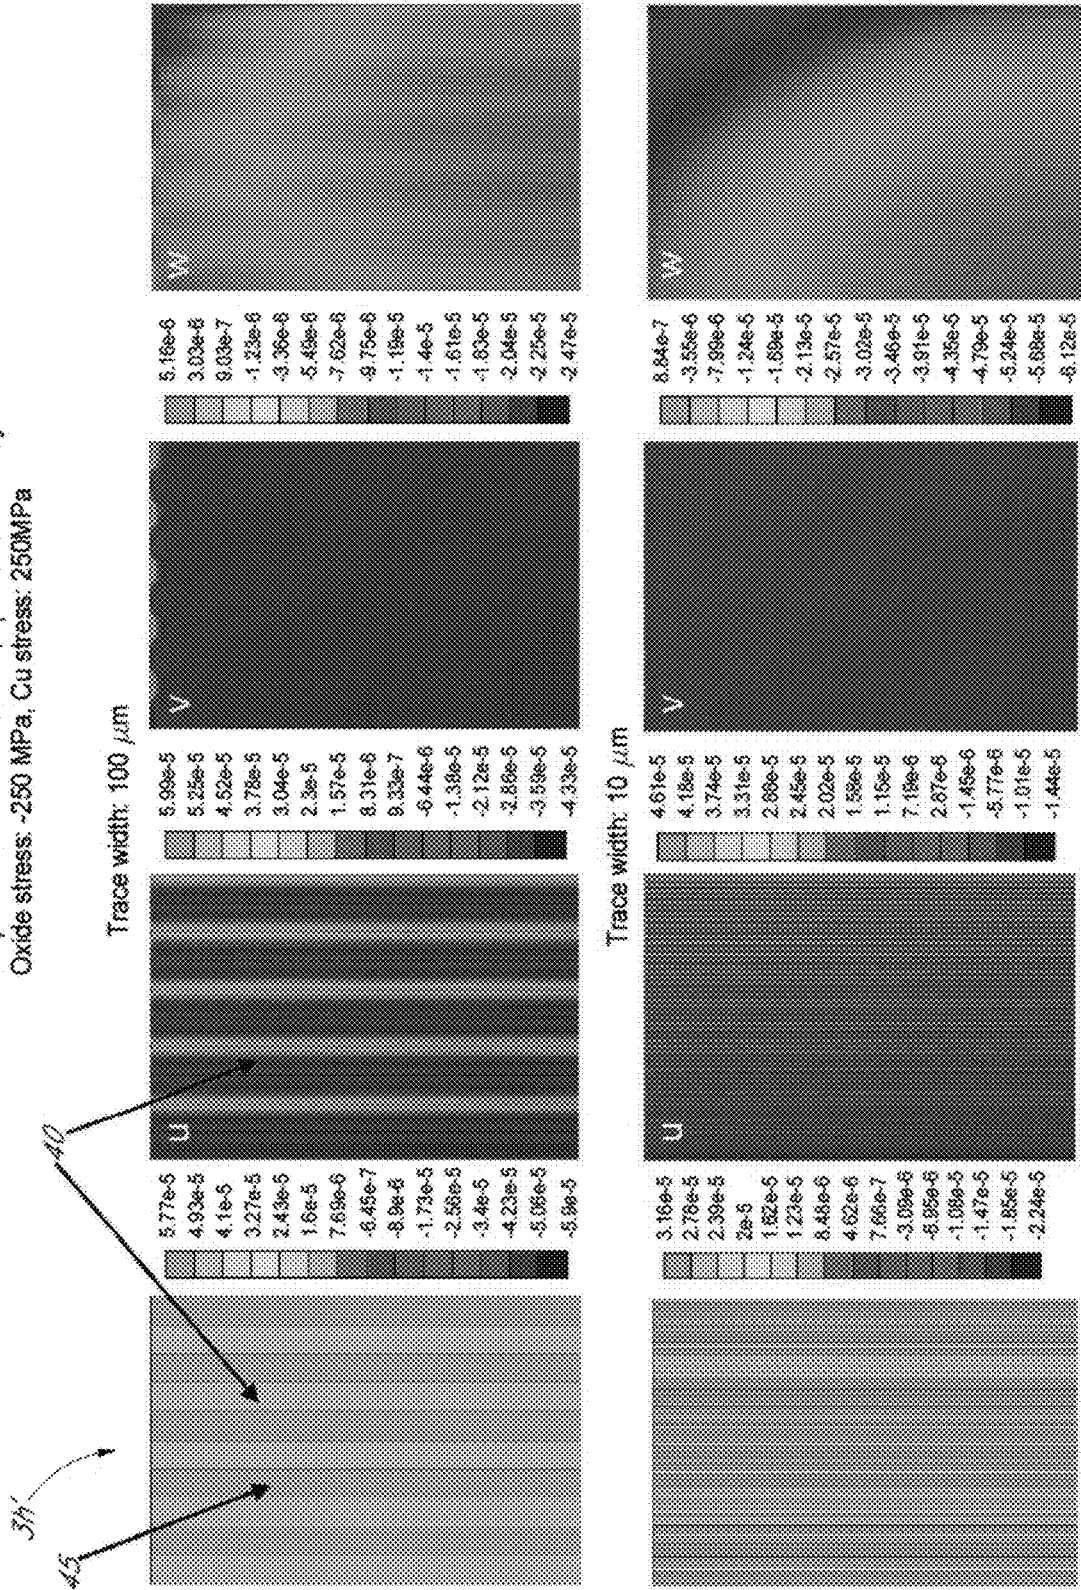 Oxide stress: -250 MPa, Cu stress: 250MPa
3h'
45
40
Trace width: 100 μm
5.77e-5
4.93e-5
4.1e-5
3.27e-5
2.43e-5
1.6e-5
7.69e-6
-6.45e-7
-8.9e-6
-1.73e-5
-2.56e-5
-3.4e-5
-4.23e-5
-5.06e-5
-5.9e-5
u
5.99e-5
5.25e-5
4.52e-5
3.78e-5
3.04e-5
2.3e-5
1.57e-5
8.31e-6
9.33e-7
-6.44e-6
-1.38e-5
-2.12e-5
-2.86e-5
-3.59e-5
-4.33e-5
v
5.16e-6
3.03e-6
9.03e-7
-1.23e-6
-3.36e-6
-5.49e-6
-7.62e-6
-9.75e-6
-1.19e-5
-1.4e-5
-1.61e-5
-1.83e-5
-2.04e-5
-2.25e-5
-2.47e-5
w
Trace width: 10 μm
3.16e-5
2.78e-5
2.39e-5
2e-5
1.62e-5
1.23e-5
8.48e-6
4.62e-6
7.66e-7
-3.09e-6
-6.95e-6
-1.08e-5
-1.47e-5
-1.85e-5
-2.24e-5
u
4.61e-5
4.18e-5
3.74e-5
3.31e-5
2.88e-5
2.45e-5
2.02e-5
1.58e-5
1.15e-5
7.19e-6
2.87e-6
-1.45e-6
-5.77e-6
-1.01e-5
-1.44e-5
v
8.84e-7
-3.55e-6
-7.99e-6
-1.24e-5
-1.69e-5
-2.13e-5
-2.57e-5
-3.02e-5
-3.46e-5
-3.91e-5
-4.35e-5
-4.79e-5
-5.24e-5
-5.68e-5
-6.12e-5
w